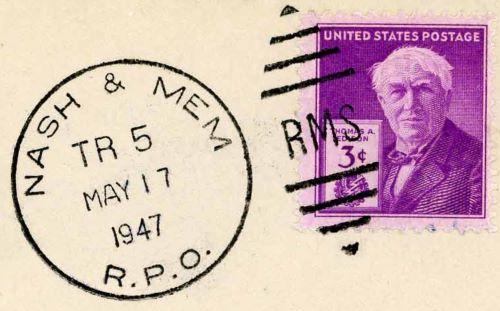 NASH & MEM
TR 5
MAY 17
1947
R.P.O.
RMS
UNITED STATES POSTAGE
THOMAS A.
EDISON
3¢